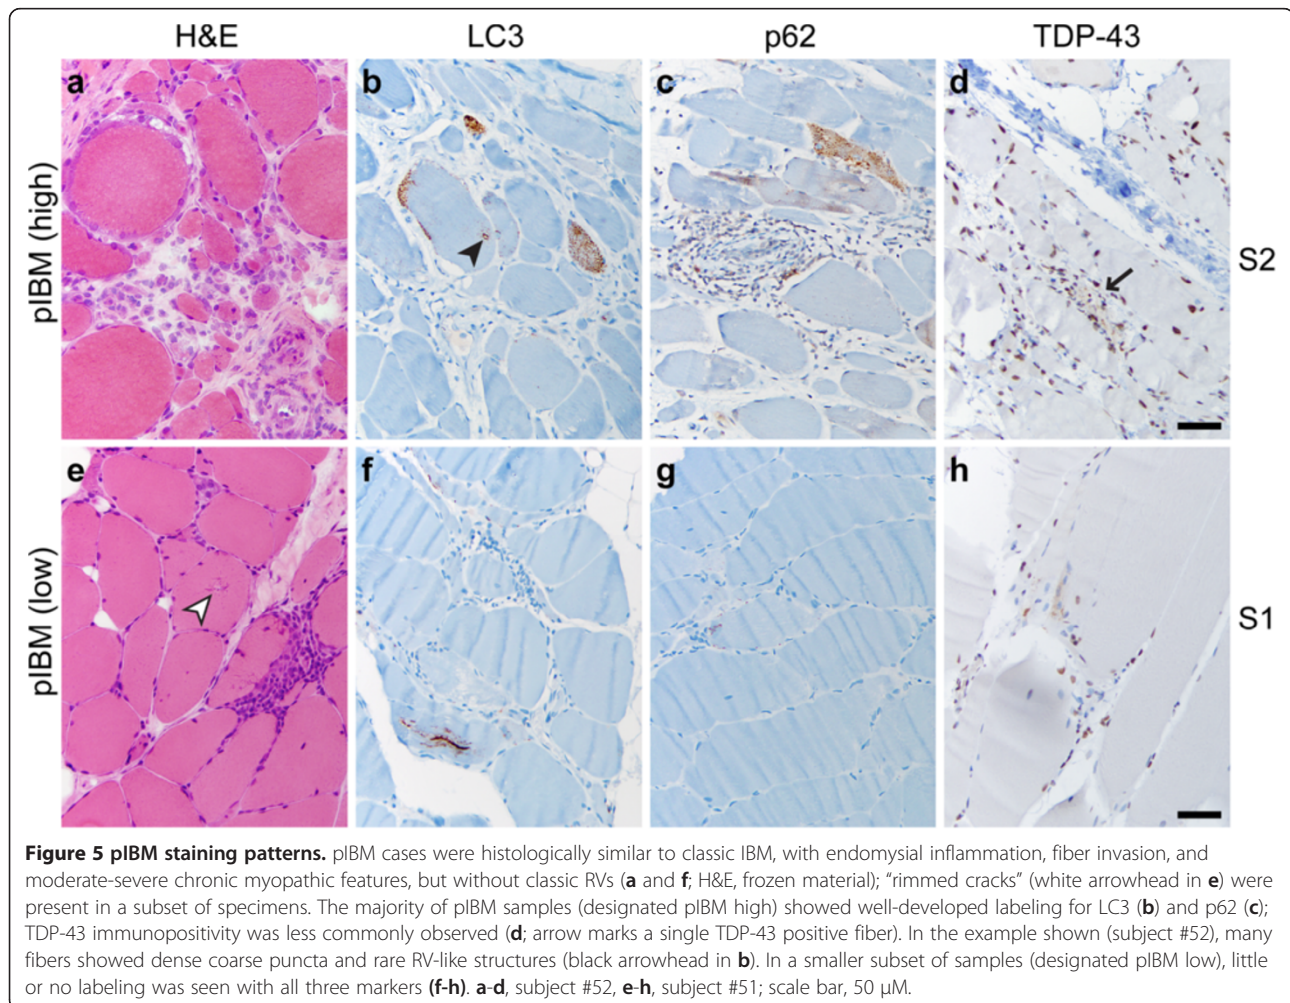 H&E LC3 p62 TDP-43
a b c d
pIBM (high)
S2
e f g h
pIBM (low)
S1
Figure 5 pIBM staining patterns. pIBM cases were histologically similar to classic IBM, with endomysial inflammation, fiber invasion, and
moderate-severe chronic myopathic features, but without classic RVs (a and f; H&E, frozen material); “rimmed cracks” (white arrowhead in e) were
present in a subset of specimens. The majority of pIBM samples (designated pIBM high) showed well-developed labeling for LC3 (b) and p62 (c);
TDP-43 immunopositivity was less commonly observed (d; arrow marks a single TDP-43 positive fiber). In the example shown (subject #52), many
fibers showed dense coarse puncta and rare RV-like structures (black arrowhead in b). In a smaller subset of samples (designated pIBM low), little
or no labeling was seen with all three markers (f-h). a-d, subject #52, e-h, subject #51; scale bar, 50 μM.